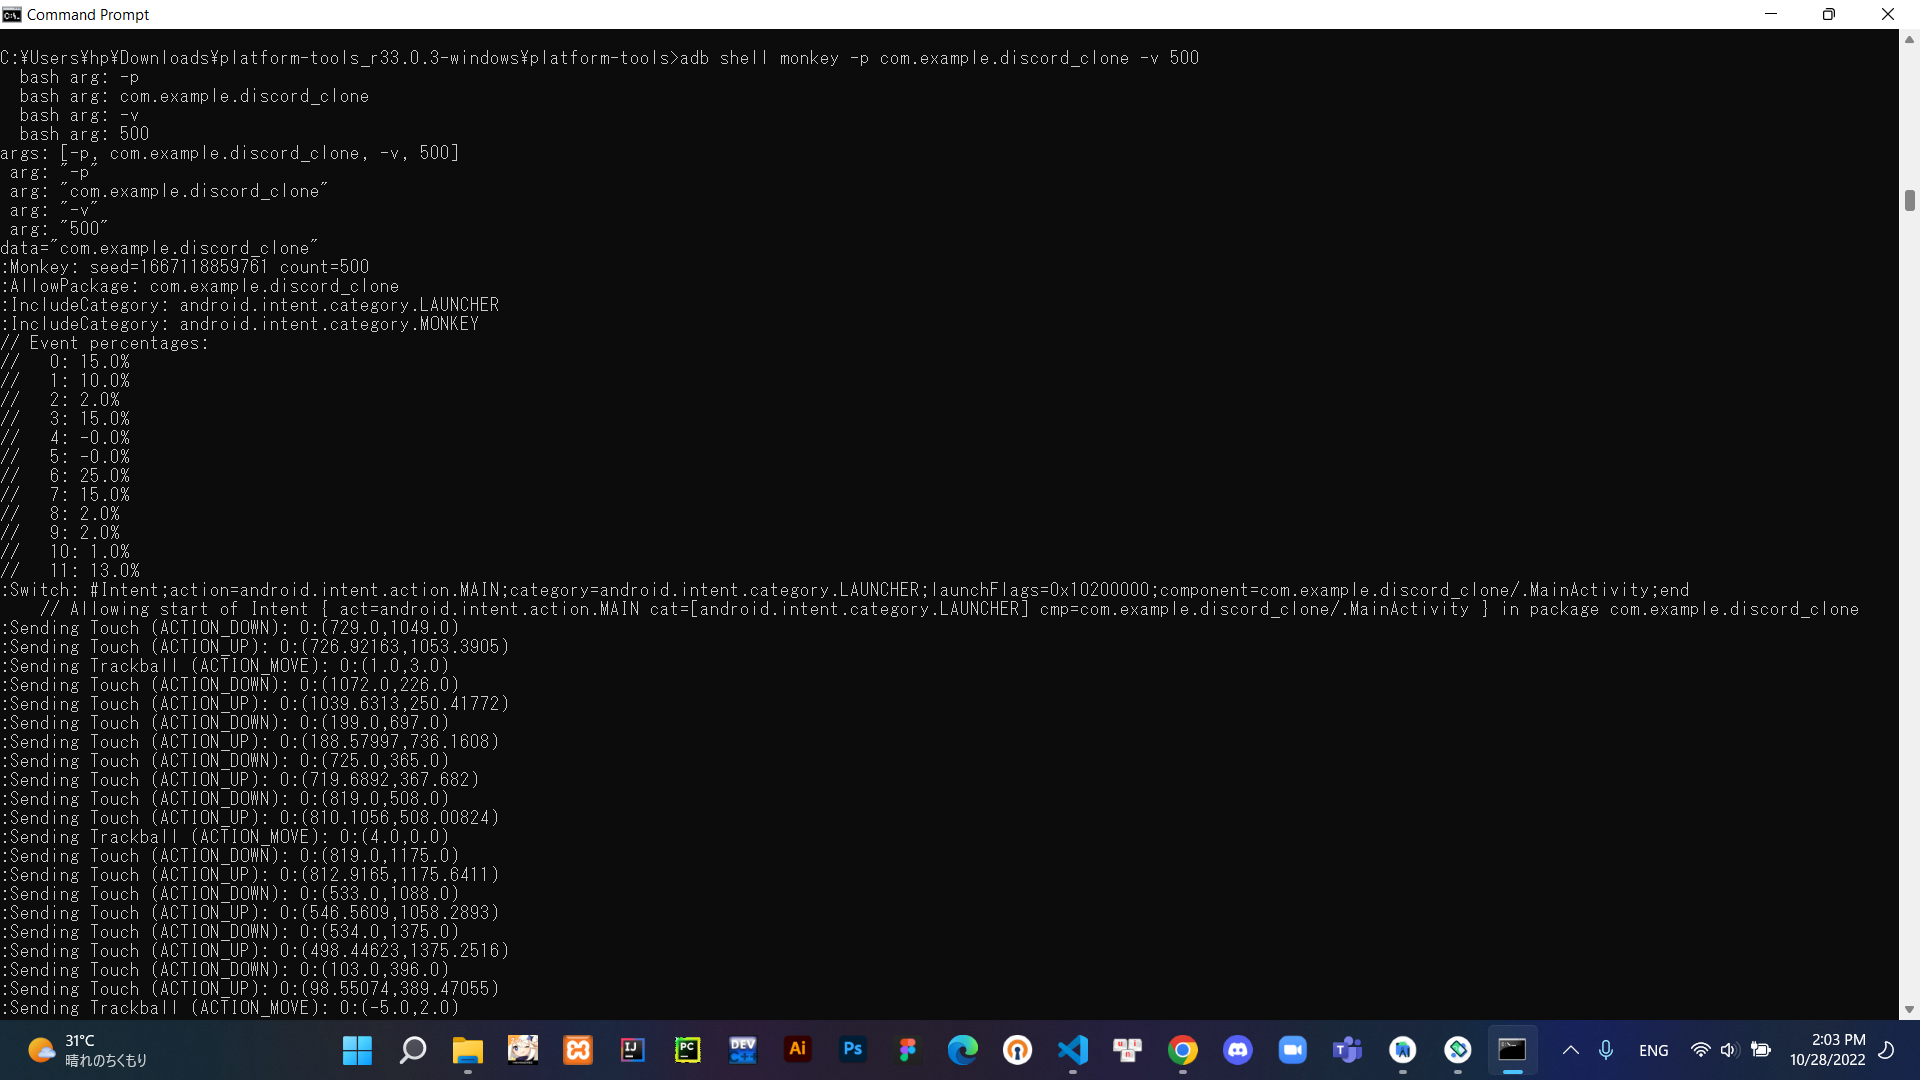 Command Prompt
C:¥Users¥hp¥Downloads¥platform-tools_r33.0.3-windows¥platform-tools>adb shell monkey -p com.example.discord_clone -v 500
  bash arg: -p
  bash arg: com.example.discord_clone
  bash arg: -v
  bash arg: 500
args: [-p, com.example.discord_clone, -v, 500]
 arg: "-p"
 arg: "com.example.discord_clone"
 arg: "-v"
 arg: "500"
data="com.example.discord_clone"
:Monkey: seed=1667118859761 count=500
:AllowPackage: com.example.discord_clone
:IncludeCategory: android.intent.category.LAUNCHER
:IncludeCategory: android.intent.category.MONKEY
// Event percentages:
//   0: 15.0%
//   1: 10.0%
//   2: 2.0%
//   3: 15.0%
//   4: -0.0%
//   5: -0.0%
//   6: 25.0%
//   7: 15.0%
//   8: 2.0%
//   9: 2.0%
//   10: 1.0%
//   11: 13.0%
:Switch: #Intent;action=android.intent.action.MAIN;category=android.intent.category.LAUNCHER;launchFlags=0x10200000;component=com.example.discord_clone/.MainActivity;end
    // Allowing start of Intent { act=android.intent.action.MAIN cat=[android.intent.category.LAUNCHER] cmp=com.example.discord_clone/.MainActivity } in package com.example.discord_clone
:Sending Touch (ACTION_DOWN): 0:(729.0,1049.0)
:Sending Touch (ACTION_UP): 0:(726.92163,1053.3905)
:Sending Trackball (ACTION_MOVE): 0:(1.0,3.0)
:Sending Touch (ACTION_DOWN): 0:(1072.0,226.0)
:Sending Touch (ACTION_UP): 0:(1039.6313,250.41772)
:Sending Touch (ACTION_DOWN): 0:(199.0,697.0)
:Sending Touch (ACTION_UP): 0:(188.57997,736.1608)
:Sending Touch (ACTION_DOWN): 0:(725.0,365.0)
:Sending Touch (ACTION_UP): 0:(719.6892,367.682)
:Sending Touch (ACTION_DOWN): 0:(819.0,508.0)
:Sending Touch (ACTION_UP): 0:(810.1056,508.00824)
:Sending Trackball (ACTION_MOVE): 0:(4.0,0.0)
:Sending Touch (ACTION_DOWN): 0:(819.0,1175.0)
:Sending Touch (ACTION_UP): 0:(812.9165,1175.6411)
:Sending Touch (ACTION_DOWN): 0:(533.0,1088.0)
:Sending Touch (ACTION_UP): 0:(546.5609,1058.2893)
:Sending Touch (ACTION_DOWN): 0:(534.0,1375.0)
:Sending Touch (ACTION_UP): 0:(498.44623,1375.2516)
:Sending Touch (ACTION_DOWN): 0:(103.0,396.0)
:Sending Touch (ACTION_UP): 0:(98.55074,389.47055)
:Sending Trackball (ACTION_MOVE): 0:(-5.0,2.0)
31°C
晴れのちくもり
IJ
PC
DEV
Ai
Ps
ENG
2:03 PM
10/28/2022